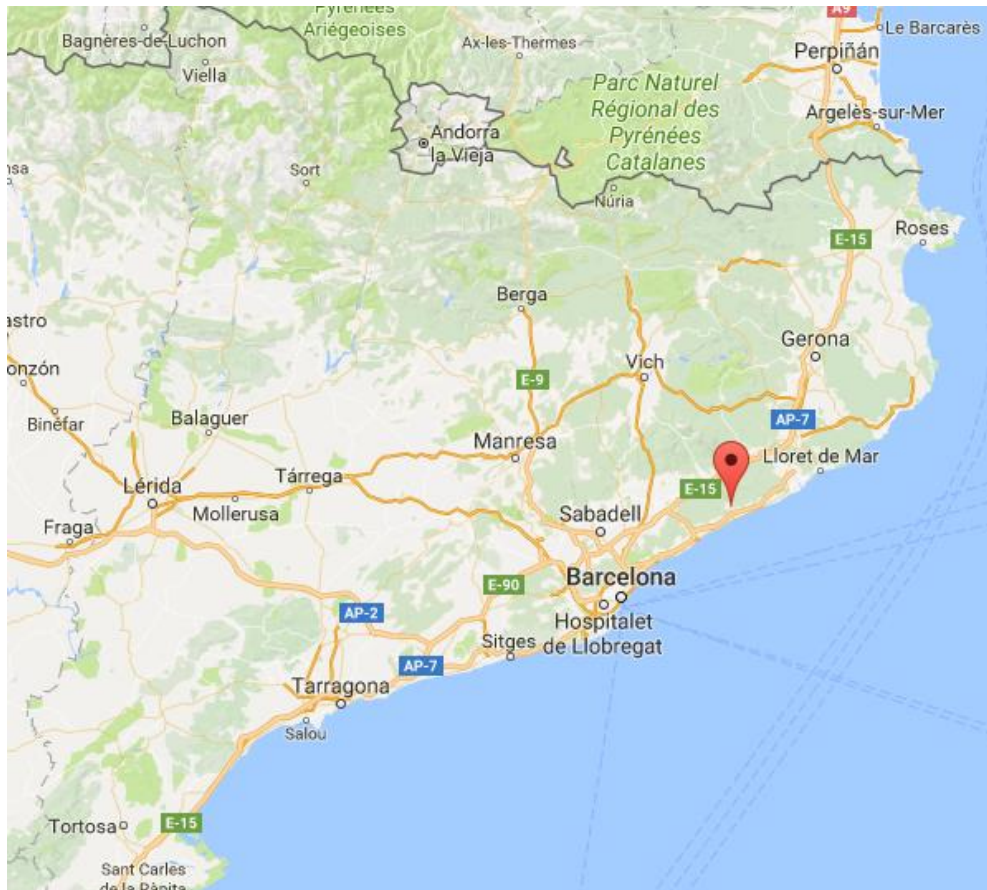 Pyrénées
Ariégeoises
A9
Le Barcarès
Bagnères-de-Luchon
Ax-les-Thermes
Perpiñán
Viella
Parc Naturel
Régional des
Pyrénées
Catalanes
Argelès-sur-Mer
Andorra
la Vieja
Sort
Núria
Roses
E-15
Berga
Gerona
Vich
E-9
Binéfar
Balaguer
AP-7
Manresa
Lloret de Mar
Tárrega
Lérida
E-15
Mollerusa
Fraga
Sabadell
Barcelona
E-90
Hospitalet
de Llobregat
AP-2
Sitges
AP-7
Tarragona
Salou
Tortosa
E-15
Sant Carles
de la Ràpita